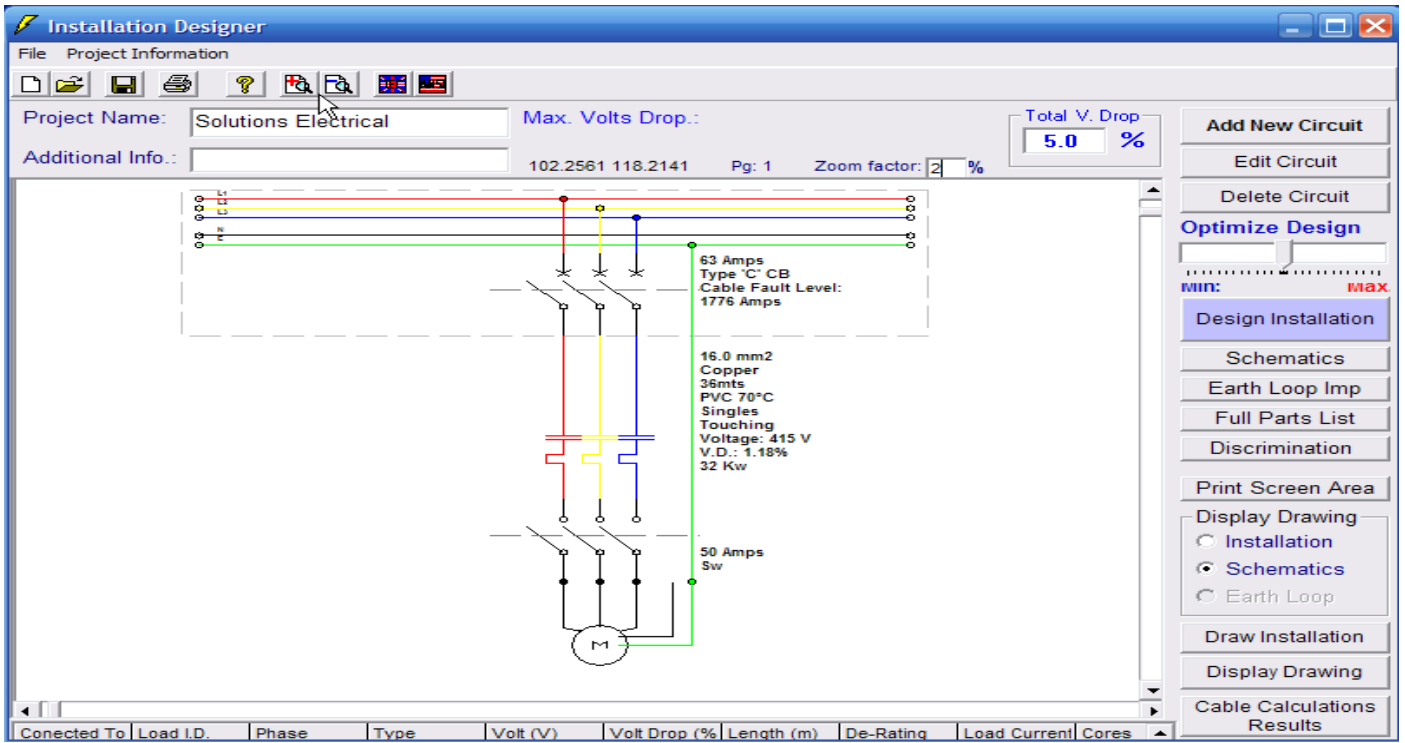 Installation Designer
File Project Information
Project Name: Solutions Electrical Max. Volts Drop.: Total V. Drop
5.0 %
Additional Info.: 102.2561 118.2141 Pg: 1 Zoom factor: 2 %
Add New Circuit
Edit Circuit
Delete Circuit
Optimize Design
Min: Max.
Design Installation
Schematics
Earth Loop Imp
Full Parts List
Discrimination
Print Screen Area
Display Drawing
Installation
Schematics
Earth Loop
Draw Installation
Display Drawing
Cable Calculations
Results
L1
L2
L3
N
E
63 Amps
Type 'C' CB
Cable Fault Level:
1776 Amps
16.0 mm2
Copper
36mts
PVC 70°C
Singles
Touching
Voltage: 415 V
V.D.: 1.18%
32 Kw
50 Amps
Sw
M
Conected To Load I.D. Phase Type Volt (V) Volt Drop (% Length (m) De-Rating Load Current Cores